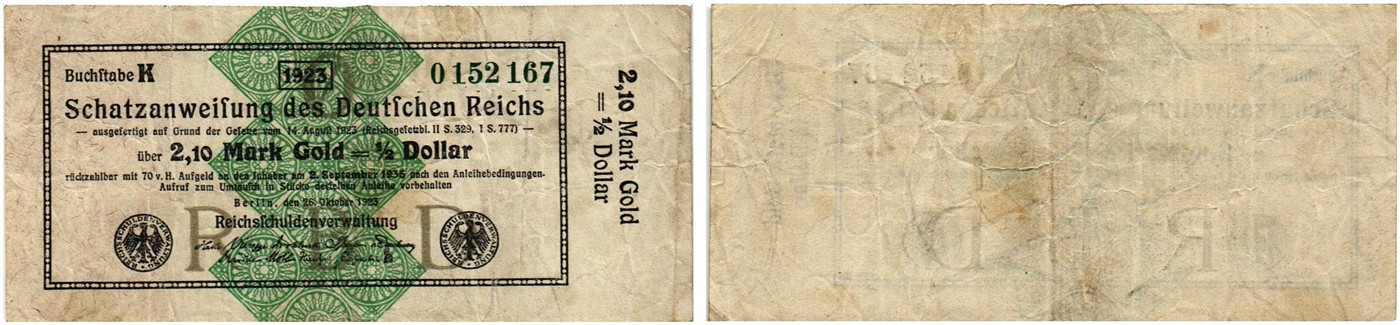 Buchſtabe K
1923
0152167
Schatzanweiſung des Deutſchen Reichs
— ausgefertigt auf Grund der Geſetze vom 14. Auguſt 1923 (Reichsgeſetzbl. II S. 329, I S. 777) —
über 2,10 Mark Gold = ½ Dollar
rückzahlbar mit 70 v. H. Aufgeld an den Inhaber am 2. September 1935 nach den Anleihebedingungen.
Aufruf zum Umtauſch in Stücke derſelben Anleihe vorbehalten
Berlin, den 26. Oktober 1923
Reichsſchuldenverwaltung
REICHSSCHULDENVERWALTUNG
REICHSSCHULDENVERWALTUNG
R D
2,10 Mark Gold
= ½ Dollar